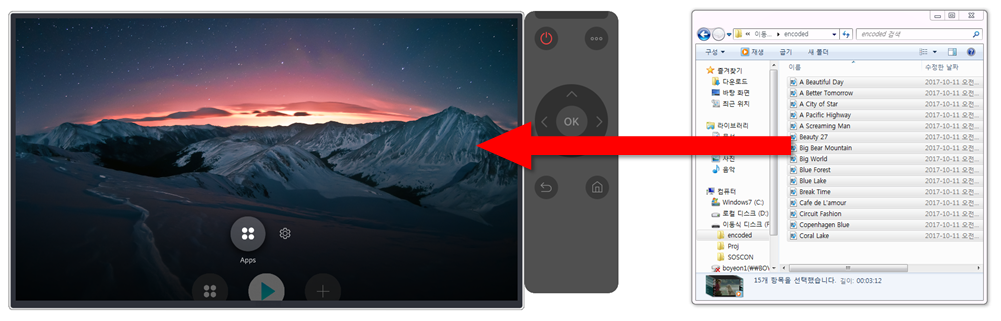 OK
Apps
« 이동... ▸ encoded
encoded 검색
구성 재생 굽기 새 폴더
이름 수정한 날짜
즐겨찾기
다운로드
바탕 화면
최근 위치
라이브러리
사진
음악
컴퓨터
Windows7 (C:)
로컬 디스크 (D:)
이동식 디스크 (F
encoded
Proj
SOSCON
boyeon1(₩₩BDV
A Beautiful Day 2017-10-11 오전...
A Better Tomorrow 2017-10-11 오전...
A City of Star 2017-10-11 오전...
A Pacific Highway 2017-10-11 오전...
A Screaming Man 2017-10-11 오전...
Beauty 27 2017-10-11 오전...
Big Bear Mountain 2017-10-11 오전...
Big World 2017-10-11 오전...
Blue Forest 2017-10-11 오전...
Blue Lake 2017-10-11 오전...
Break Time 2017-10-11 오전...
Cafe de L'amour 2017-10-11 오전...
Circuit Fashion 2017-10-11 오전...
Copenhagen Blue 2017-10-11 오전...
Coral Lake 2017-10-11 오전...
15개 항목을 선택했습니다. 길이: 00:03:12